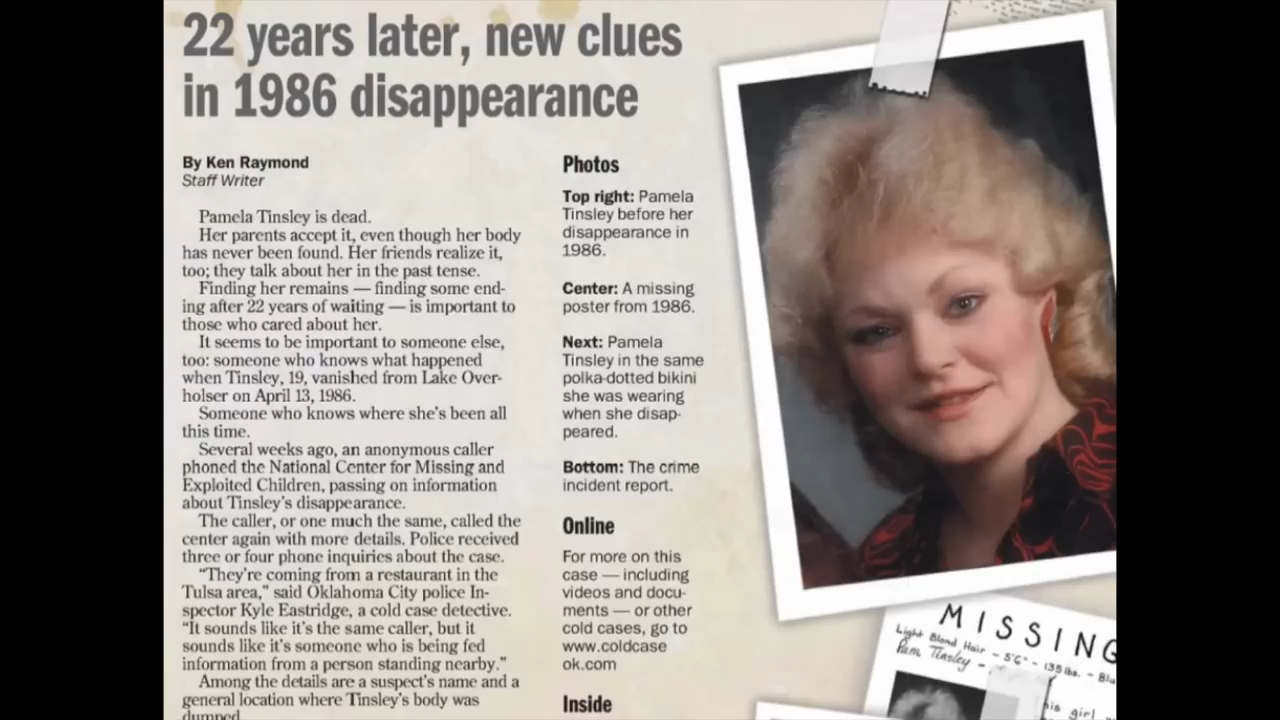 22 years later, new clues
in 1986 disappearance
By Ken Raymond
Staff Writer
Pamela Tinsley is dead.
Her parents accept it, even though her body
has never been found. Her friends realize it,
too; they talk about her in the past tense.
Finding her remains — finding some end-
ing after 22 years of waiting — is important to
those who cared about her.
It seems to be important to someone else,
too: someone who knows what happened
when Tinsley, 19, vanished from Lake Over-
holser on April 13, 1986.
Someone who knows where she's been all
this time.
Several weeks ago, an anonymous caller
phoned the National Center for Missing and
Exploited Children, passing on information
about Tinsley's disappearance.
The caller, or one much the same, called the
center again with more details. Police received
three or four phone inquiries about the case.
“They're coming from a restaurant in the
Tulsa area,” said Oklahoma City police In-
spector Kyle Eastridge, a cold case detective.
“It sounds like it's the same caller, but it
sounds like it's someone who is being fed
information from a person standing nearby.”
Among the details are a suspect's name and a
general location where Tinsley's body was
dumped.
Photos
Top right: Pamela
Tinsley before her
disappearance in
1986.
Center: A missing
poster from 1986.
Next: Pamela
Tinsley in the same
polka-dotted bikini
she was wearing
when she disap-
peared.
Bottom: The crime
incident report.
Online
For more on this
case — including
videos and docu-
ments — or other
cold cases, go to
www.coldcase
ok.com
Inside
MISSING
Light Blond Hair - 5'6" - 135 lbs. - Blu
Pam Tinsley -
his girl